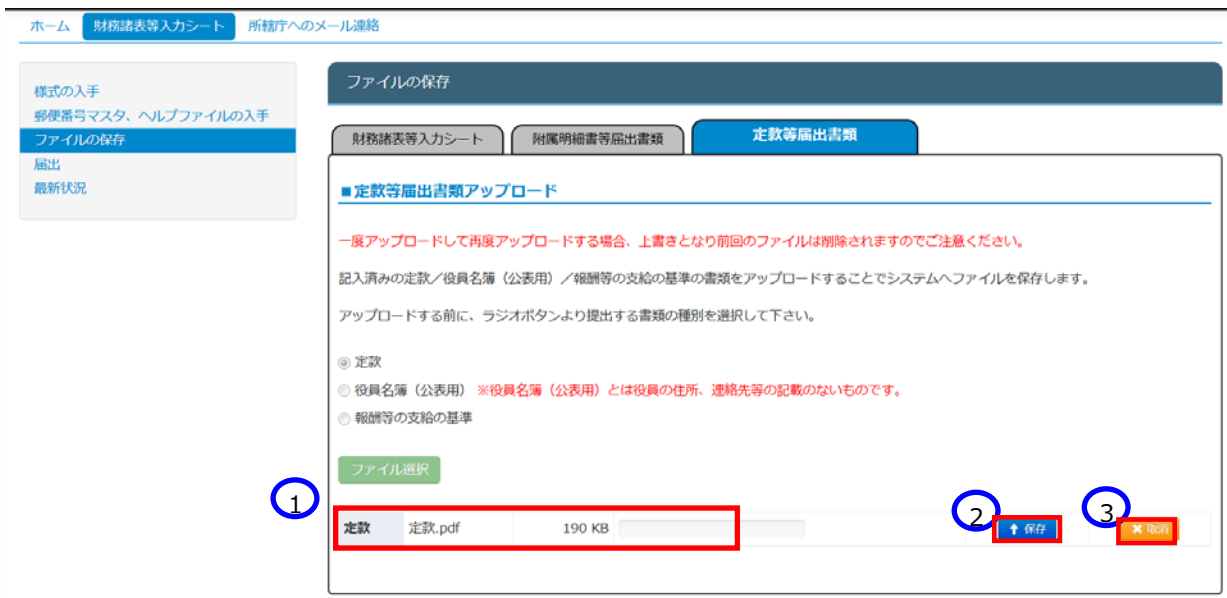 ホーム 財務諸表等入力シート 所轄庁へのメール連絡
様式の入手
郵便番号マスタ、ヘルプファイルの入手
ファイルの保存
届出
最新状況
ファイルの保存
財務諸表等入力シート 附属明細書等届出書類 定款等届出書類
■定款等届出書類アップロード
一度アップロードして再度アップロードする場合、上書きとなり前回のファイルは削除されますのでご注意ください。
記入済みの定款／役員名簿（公表用）／報酬等の支給の基準の書類をアップロードすることでシステムへファイルを保存します。
アップロードする前に、ラジオボタンより提出する書類の種別を選択して下さい。
定款
役員名簿（公表用） ※役員名簿（公表用）とは役員の住所、連絡先等の記載のないものです。
報酬等の支給の基準
ファイル選択
1 2 3
定款 定款.pdf 190 KB 保存 取消